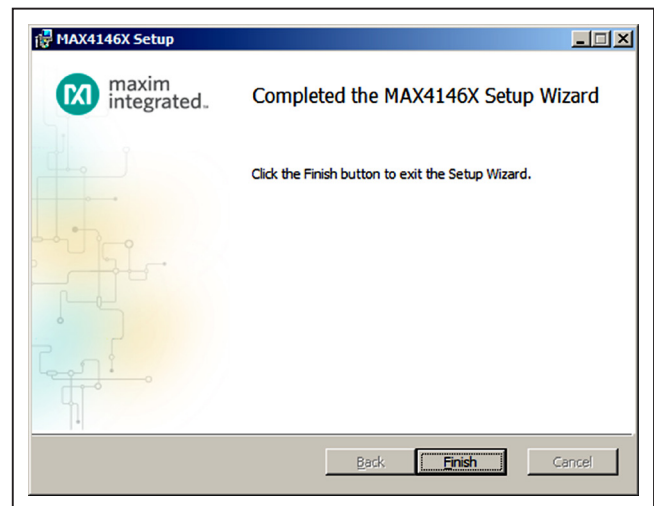 MAX4146X Setup
maxim
integrated™
Completed the MAX4146X Setup Wizard
Click the Finish button to exit the Setup Wizard.
Back
Finish
Cancel